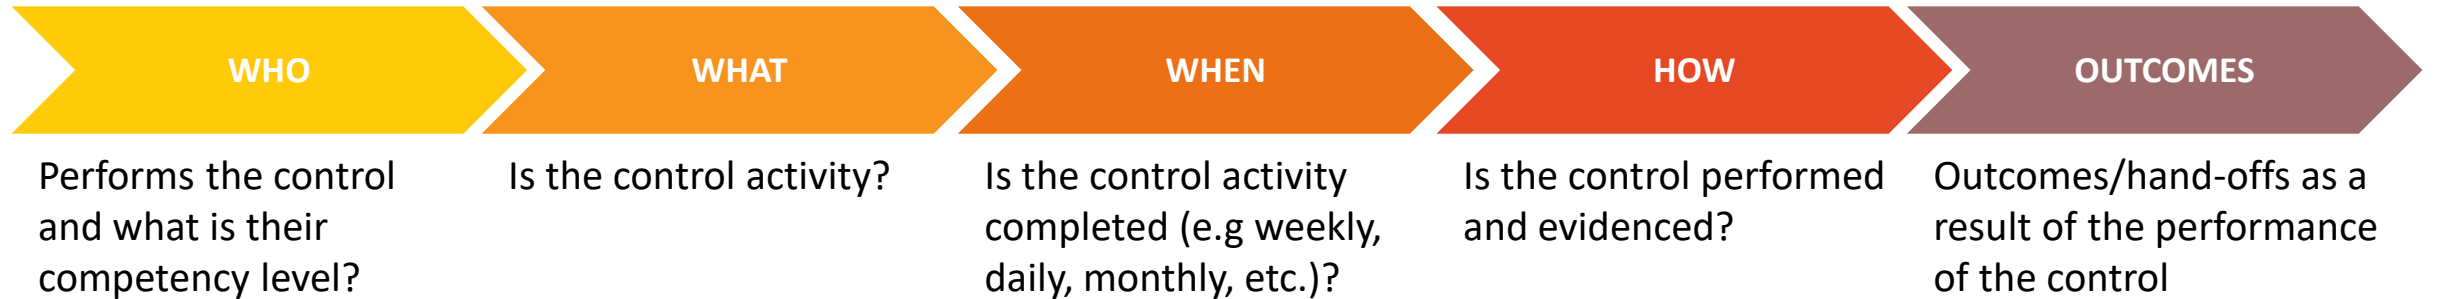 WHO
Performs the control
and what is their
competency level?
WHAT
Is the control activity?
WHEN
Is the control activity
completed (e.g weekly,
daily, monthly, etc.)?
HOW
Is the control performed
and evidenced?
OUTCOMES
Outcomes/hand-offs as a
result of the performance
of the control